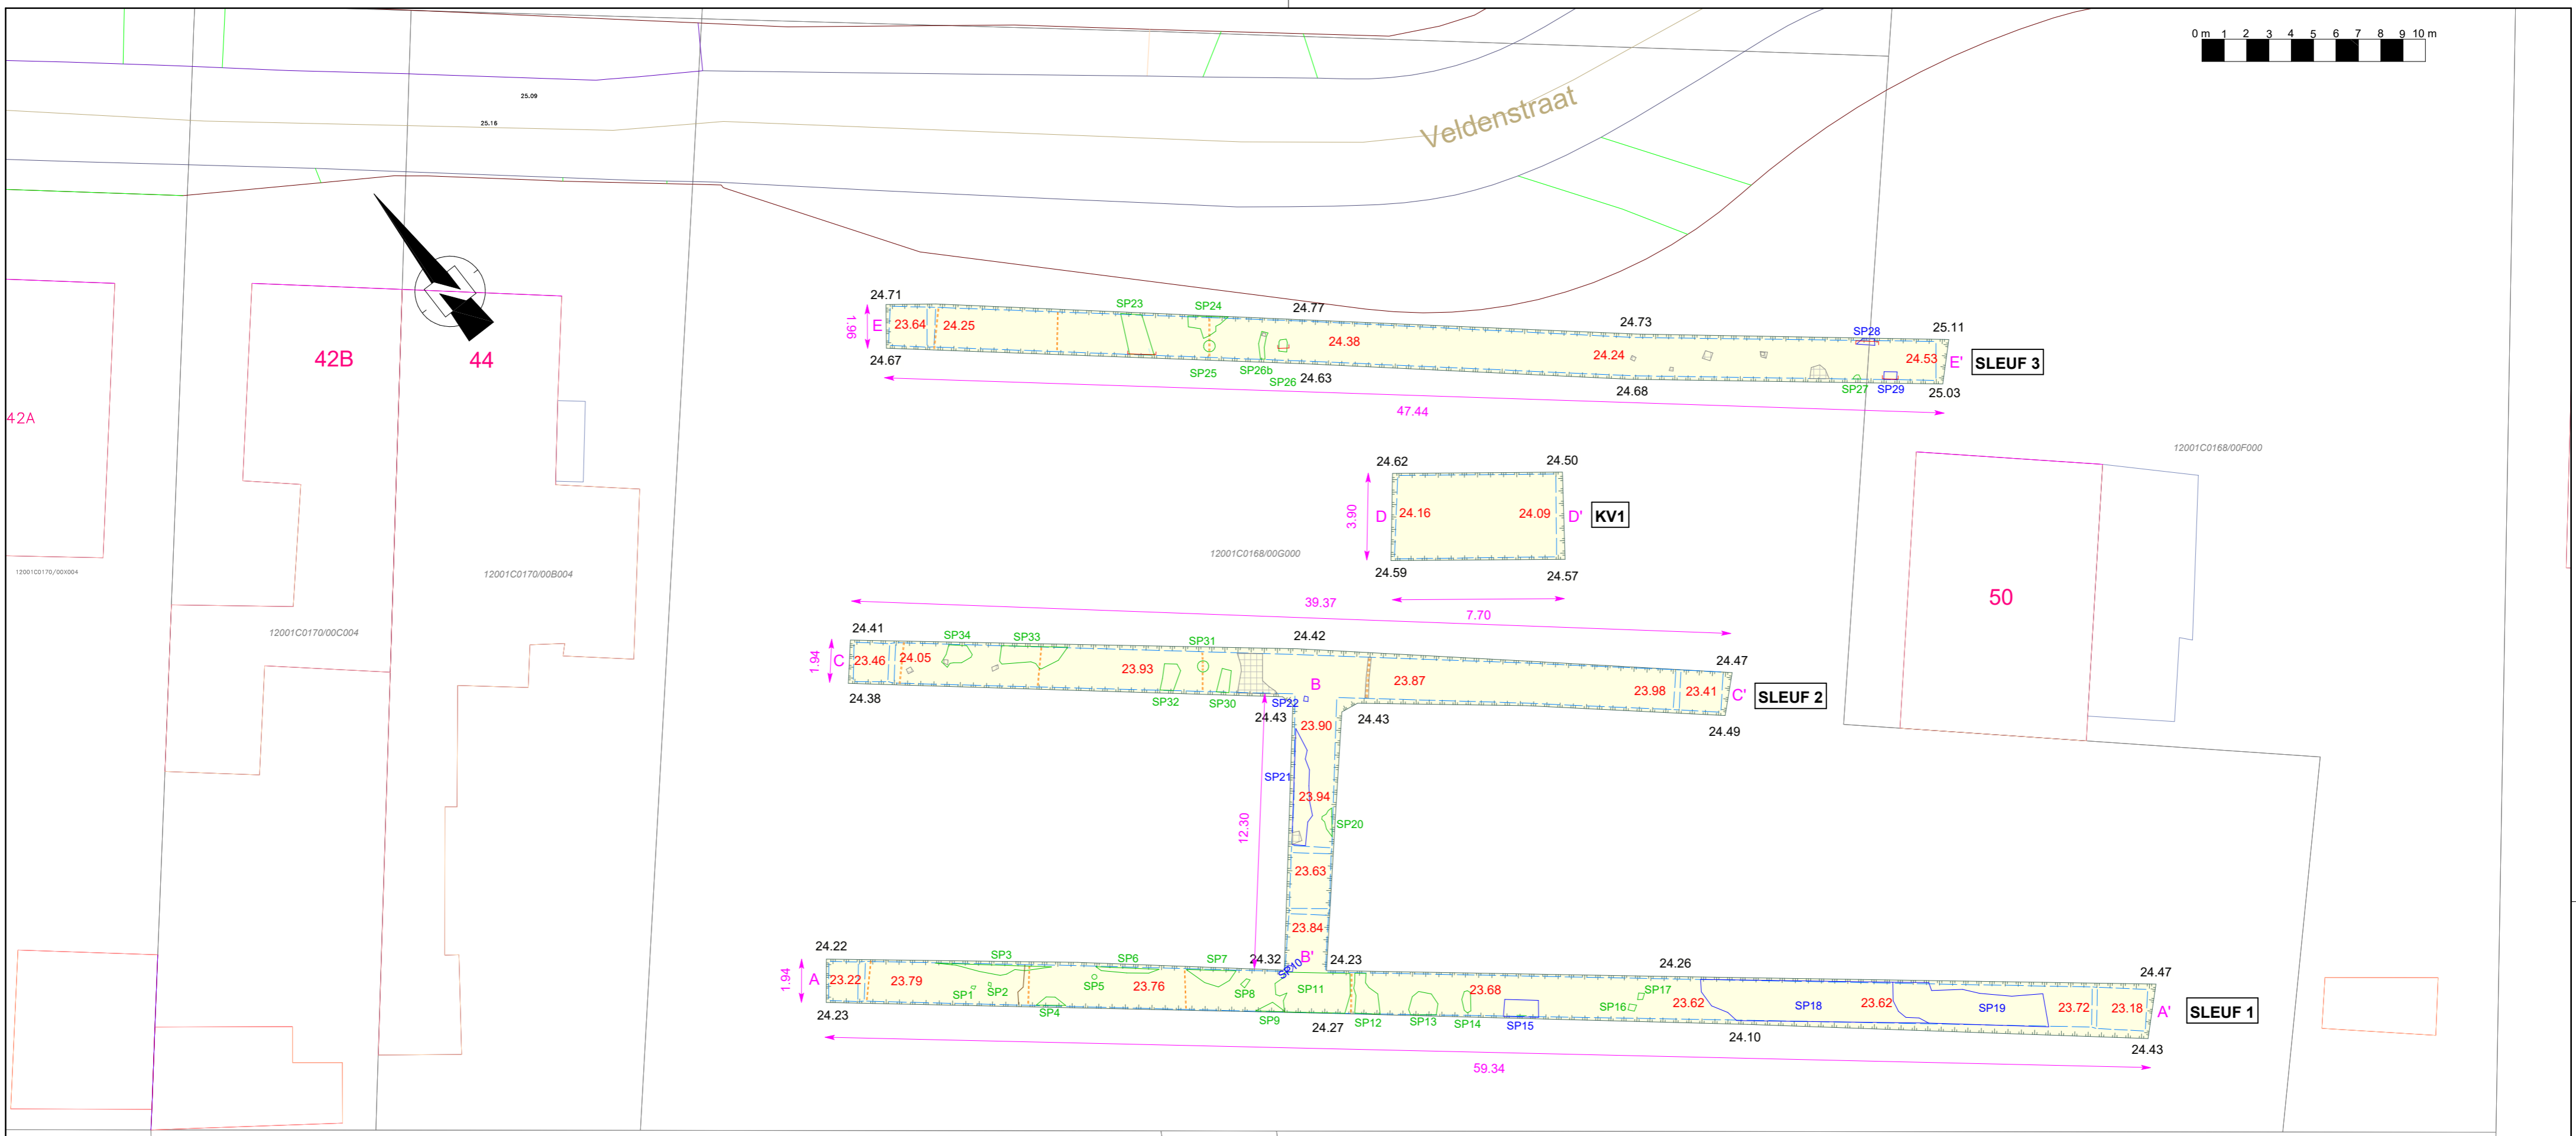 0 m 1 2 3 4 5 6 7 8 9 10 m
25.09
25.16
Veldenstraat
24.71
SP23
SP24
24.77
24.73
SP28
25.11
1.96
E
23.64
24.25
24.38
24.24
24.53
E'
SLEUF 3
24.67
SP25
SP26b
SP26
24.63
24.68
SP27
SP29
25.03
42B
44
42A
47.44
12001C0168/00F000
24.62
24.50
3.90
D
24.16
24.09
D'
KV1
12001C0168/00G000
24.59
24.57
12001C0170/00X004
12001C0170/00B004
50
39.37
7.70
12001C0170/00C004
24.41
SP34
SP33
SP31
24.42
24.47
1.94
C
23.46
24.05
23.93
B
23.87
23.98
23.41
C'
SLEUF 2
24.38
SP32
SP30
SP22
24.43
24.43
24.49
23.90
SP21
23.94
12.30
SP20
23.63
23.84
24.22
SP3
SP6
SP7
24.32
SP10
B'
24.23
24.26
24.47
1.94
A
23.22
23.79
SP1
SP2
SP5
23.76
SP8
SP11
23.68
SP17
SP16
23.62
SP18
23.62
SP19
23.72
23.18
A'
SLEUF 1
24.23
SP4
SP9
24.27
SP12
SP13
SP14
SP15
24.10
24.43
59.34